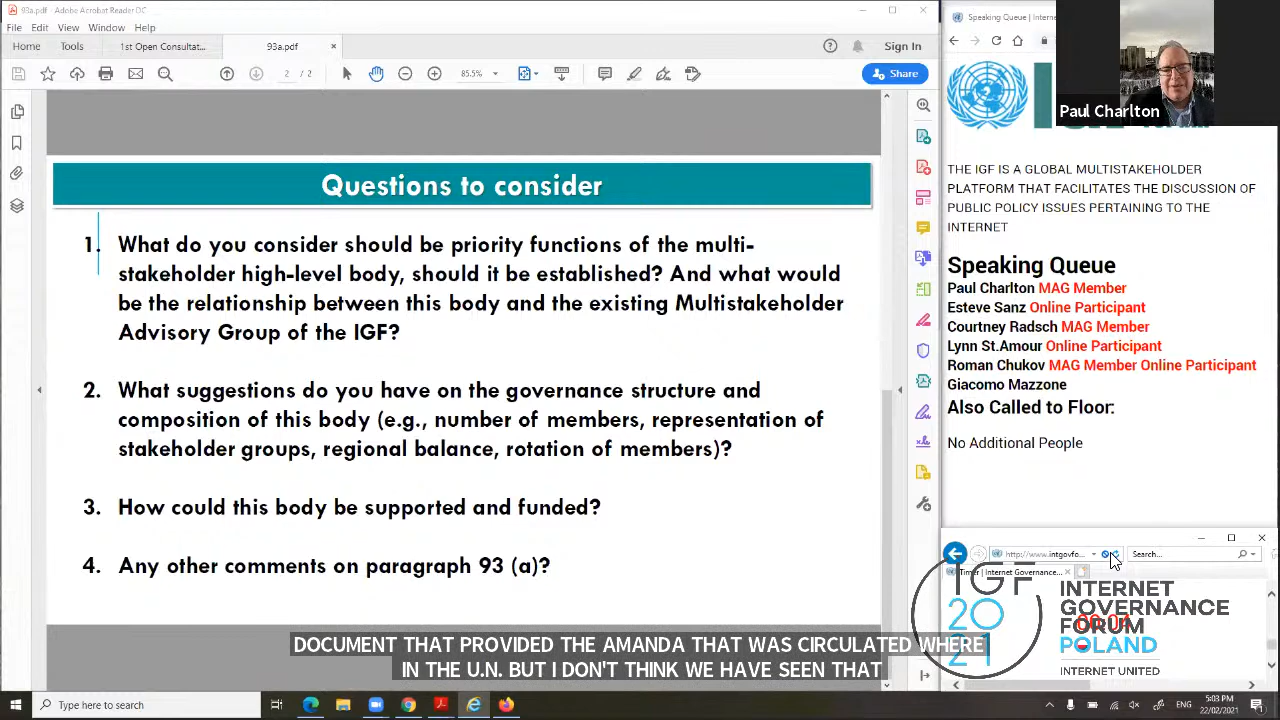 93a.pdf - Adobe Acrobat Reader DC
File Edit View Window Help
Home Tools 1st Open Consultat... 93a.pdf × Sign In
2 / 2 85.5% Share
Questions to consider
1. What do you consider should be priority functions of the multi-
stakeholder high-level body, should it be established? And what would
be the relationship between this body and the existing Multistakeholder
Advisory Group of the IGF?
2. What suggestions do you have on the governance structure and
composition of this body (e.g., number of members, representation of
stakeholder groups, regional balance, rotation of members)?
3. How could this body be supported and funded?
4. Any other comments on paragraph 93 (a)?
DOCUMENT THAT PROVIDED THE AMANDA THAT WAS CIRCULATED WHERE
IN THE U.N. BUT I DON'T THINK WE HAVE SEEN THAT
Speaking Queue | Intern
Paul Charlton
THE IGF IS A GLOBAL MULTISTAKEHOLDER
PLATFORM THAT FACILITATES THE DISCUSSION OF
PUBLIC POLICY ISSUES PERTAINING TO THE
INTERNET
Speaking Queue
Paul Charlton MAG Member
Esteve Sanz Online Participant
Courtney Radsch MAG Member
Lynn St.Amour Online Participant
Roman Chukov MAG Member Online Participant
Giacomo Mazzone
Also Called to Floor:
No Additional People
http://www.intgovfo... Search...
Timer | Internet Governance...
00:04
IGF
2021
INTERNET
GOVERNANCE
FORUM
POLAND
INTERNET UNITED
Type here to search
ENG
5:03 PM
22/02/2021